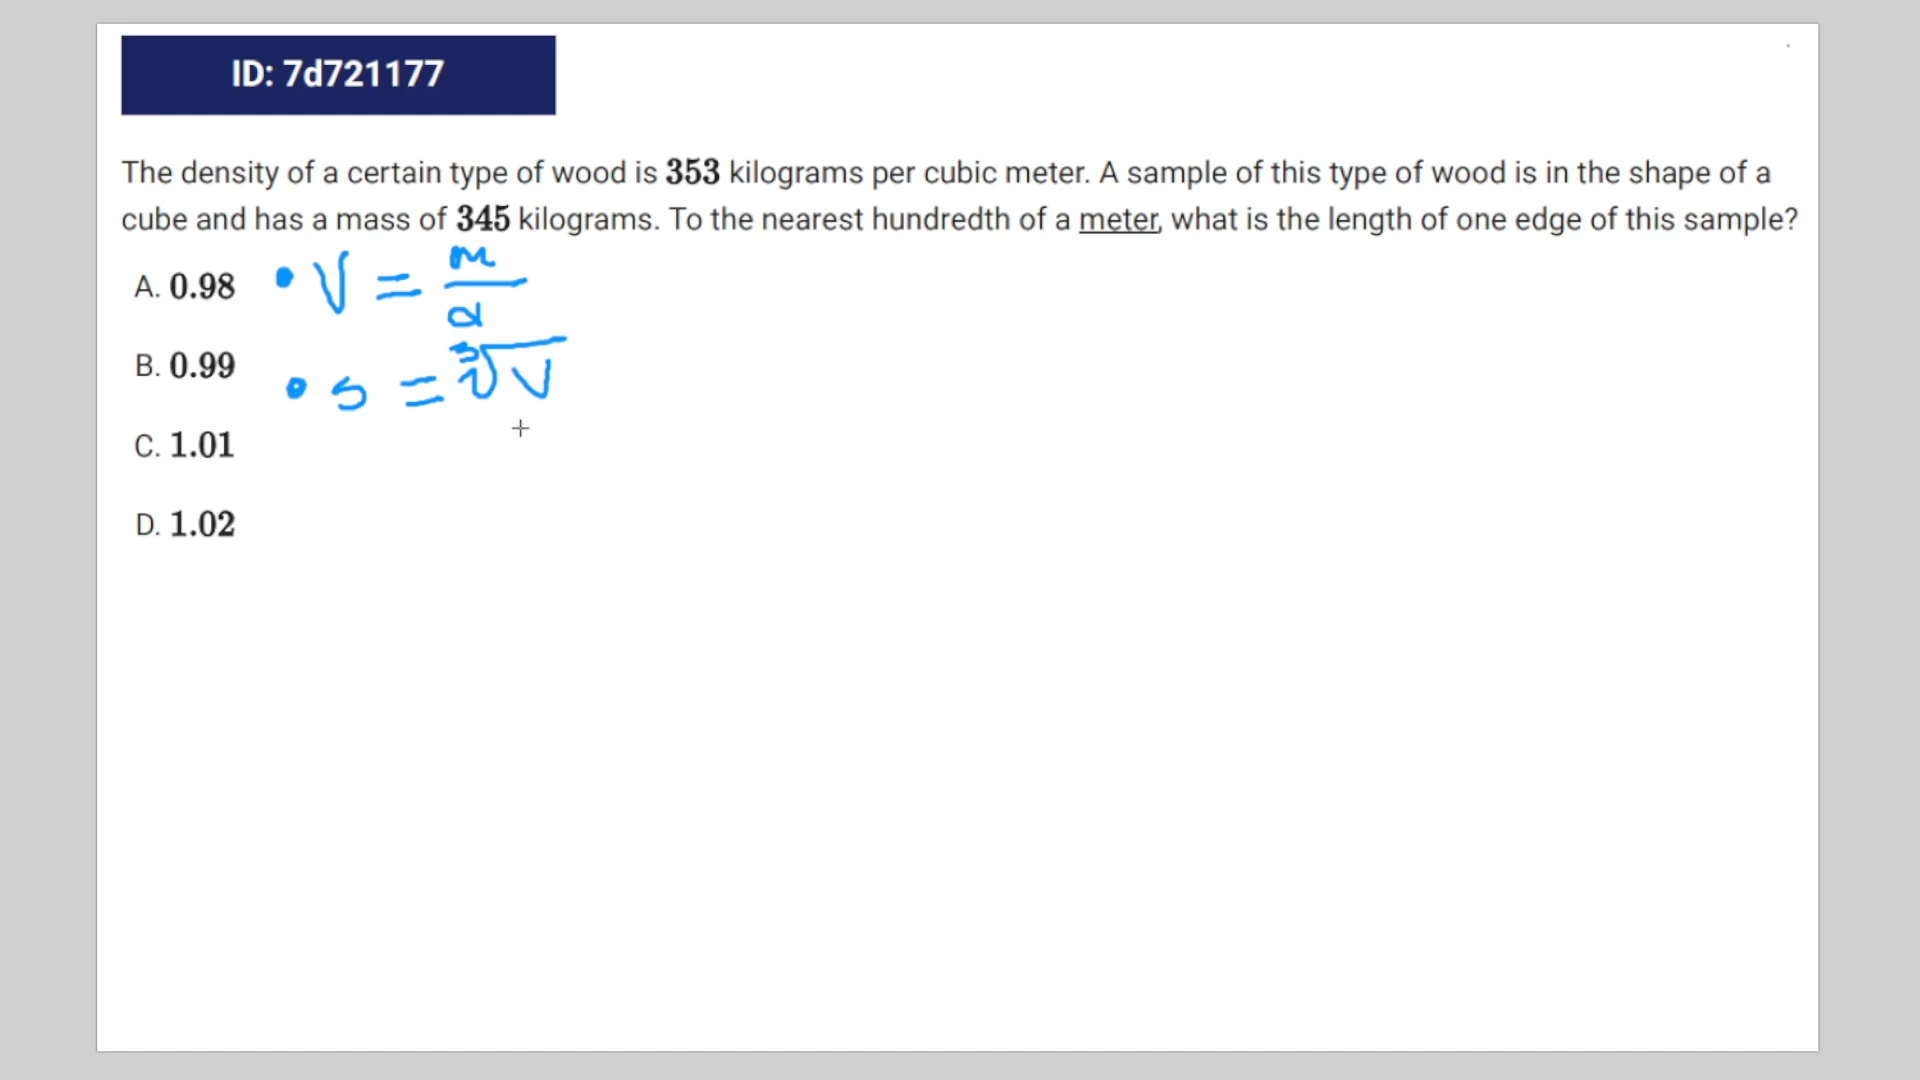 ID: 7d721177
The density of a certain type of wood is 353 kilograms per cubic meter. A sample of this type of wood is in the shape of a
cube and has a mass of 345 kilograms. To the nearest hundredth of a meter, what is the length of one edge of this sample?
A. 0.98
• V = m/d
B. 0.99
• s = ∛V
C. 1.01
D. 1.02